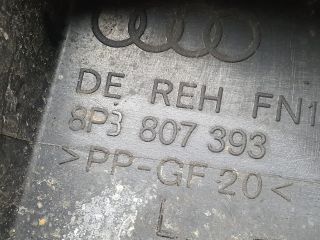 DE REH FN1
8P3 807 393
>PP-GF 20<
L